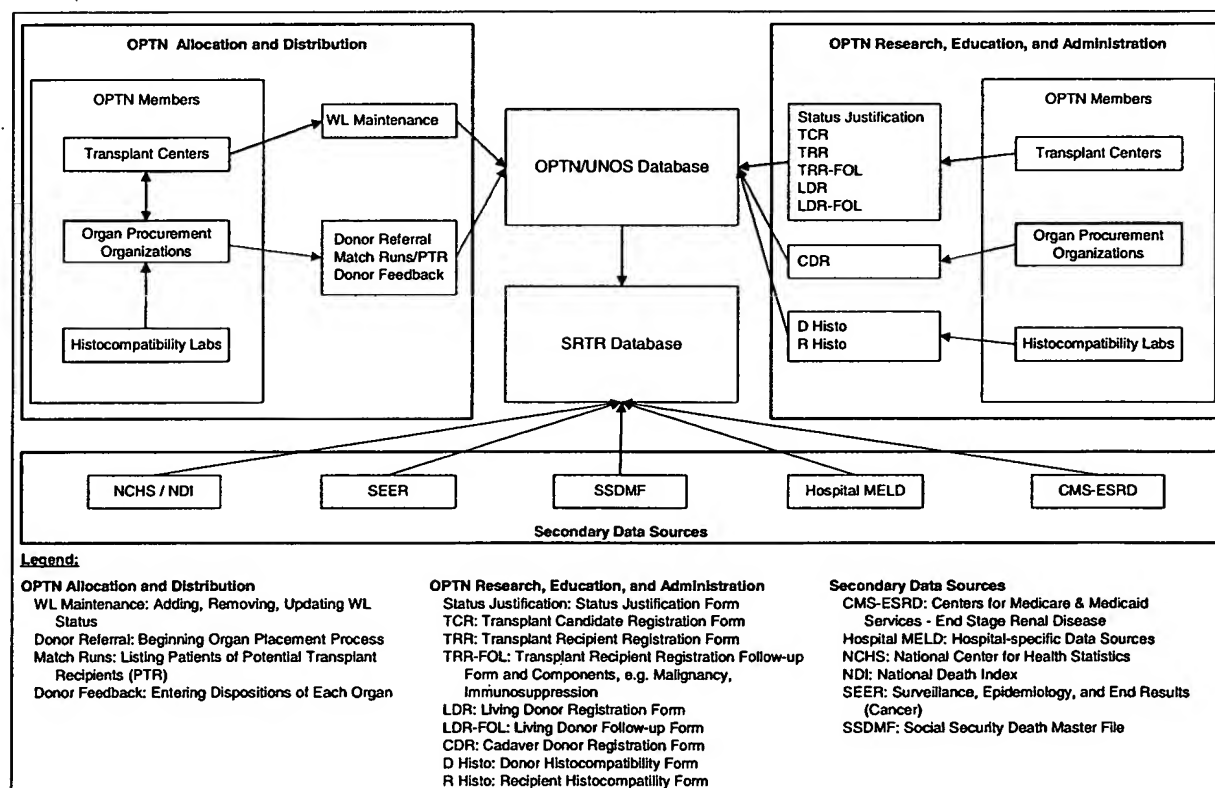 OPTN Allocation and Distribution
OPTN Members
Transplant Centers
Organ Procurement
Organizations
Histocompatibility Labs
WL Maintenance
Donor Referral
Match Runs/PTR
Donor Feedback
OPTN/UNOS Database
SRTR Database
OPTN Research, Education, and Administration
Status Justification
TCR
TRR
TRR-FOL
LDR
LDR-FOL
CDR
D Histo
R Histo
OPTN Members
Transplant Centers
Organ Procurement
Organizations
Histocompatibility Labs
NCHS / NDI
SEER
SSDMF
Hospital MELD
CMS-ESRD
Secondary Data Sources
Legend:
OPTN Allocation and Distribution
WL Maintenance: Adding, Removing, Updating WL
Status
Donor Referral: Beginning Organ Placement Process
Match Runs: Listing Patients of Potential Transplant
Recipients (PTR)
Donor Feedback: Entering Dispositions of Each Organ
OPTN Research, Education, and Administration
Status Justification: Status Justification Form
TCR: Transplant Candidate Registration Form
TRR: Transplant Recipient Registration Form
TRR-FOL: Transplant Recipient Registration Follow-up
Form and Components, e.g. Malignancy,
Immunosuppression
LDR: Living Donor Registration Form
LDR-FOL: Living Donor Follow-up Form
CDR: Cadaver Donor Registration Form
D Histo: Donor Histocompatibility Form
R Histo: Recipient Histocompatility Form
Secondary Data Sources
CMS-ESRD: Centers for Medicare & Medicaid
Services - End Stage Renal Disease
Hospital MELD: Hospital-specific Data Sources
NCHS: National Center for Health Statistics
NDI: National Death Index
SEER: Surveillance, Epidemiology, and End Results
(Cancer)
SSDMF: Social Security Death Master File